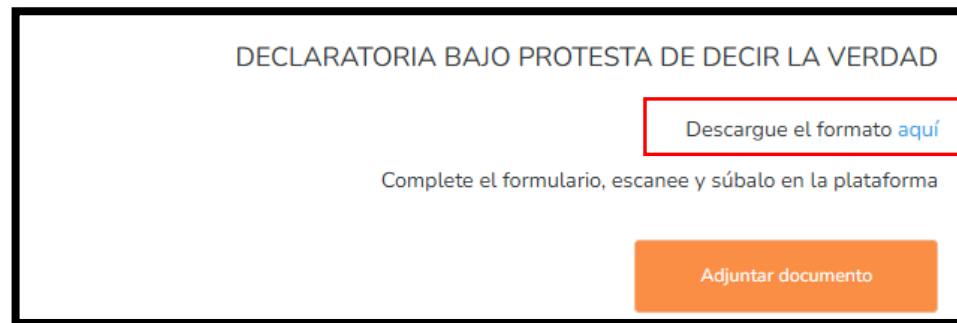 DECLARATORIA BAJO PROTESTA DE DECIR LA VERDAD
Descargue el formato aquí
Complete el formulario, escanee y súbalo en la plataforma
Adjuntar documento